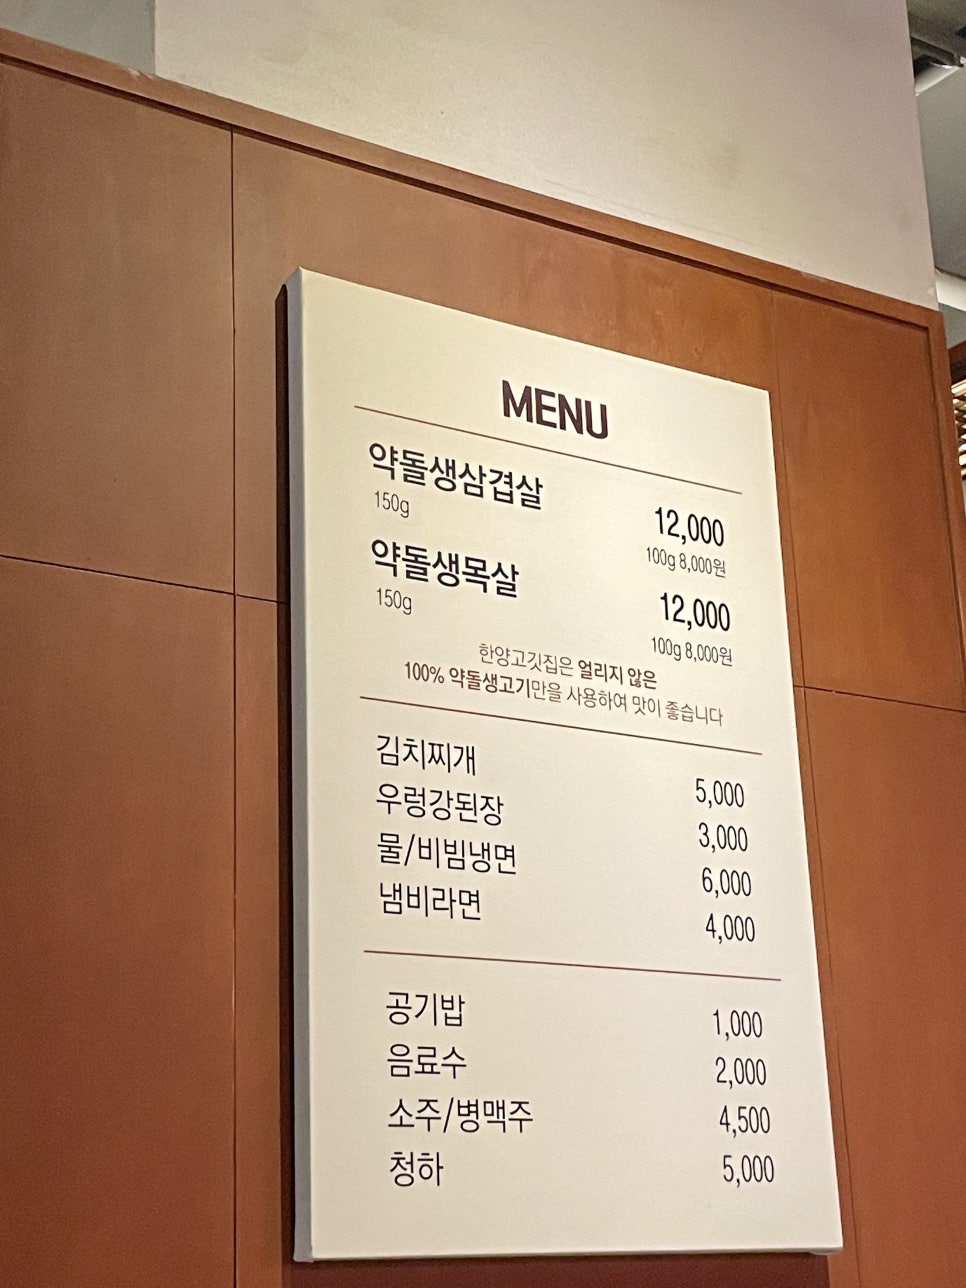 MENU
약돌생삼겹살
150g
12,000
100g 8,000원
약돌생목살
150g
12,000
100g 8,000원
한양고깃집은 얼리지 않은
100% 약돌생고기만을 사용하여 맛이 좋습니다
김치찌개 5,000
우렁강된장 3,000
물/비빔냉면 6,000
냄비라면 4,000
공기밥 1,000
음료수 2,000
소주/병맥주 4,500
청하 5,000